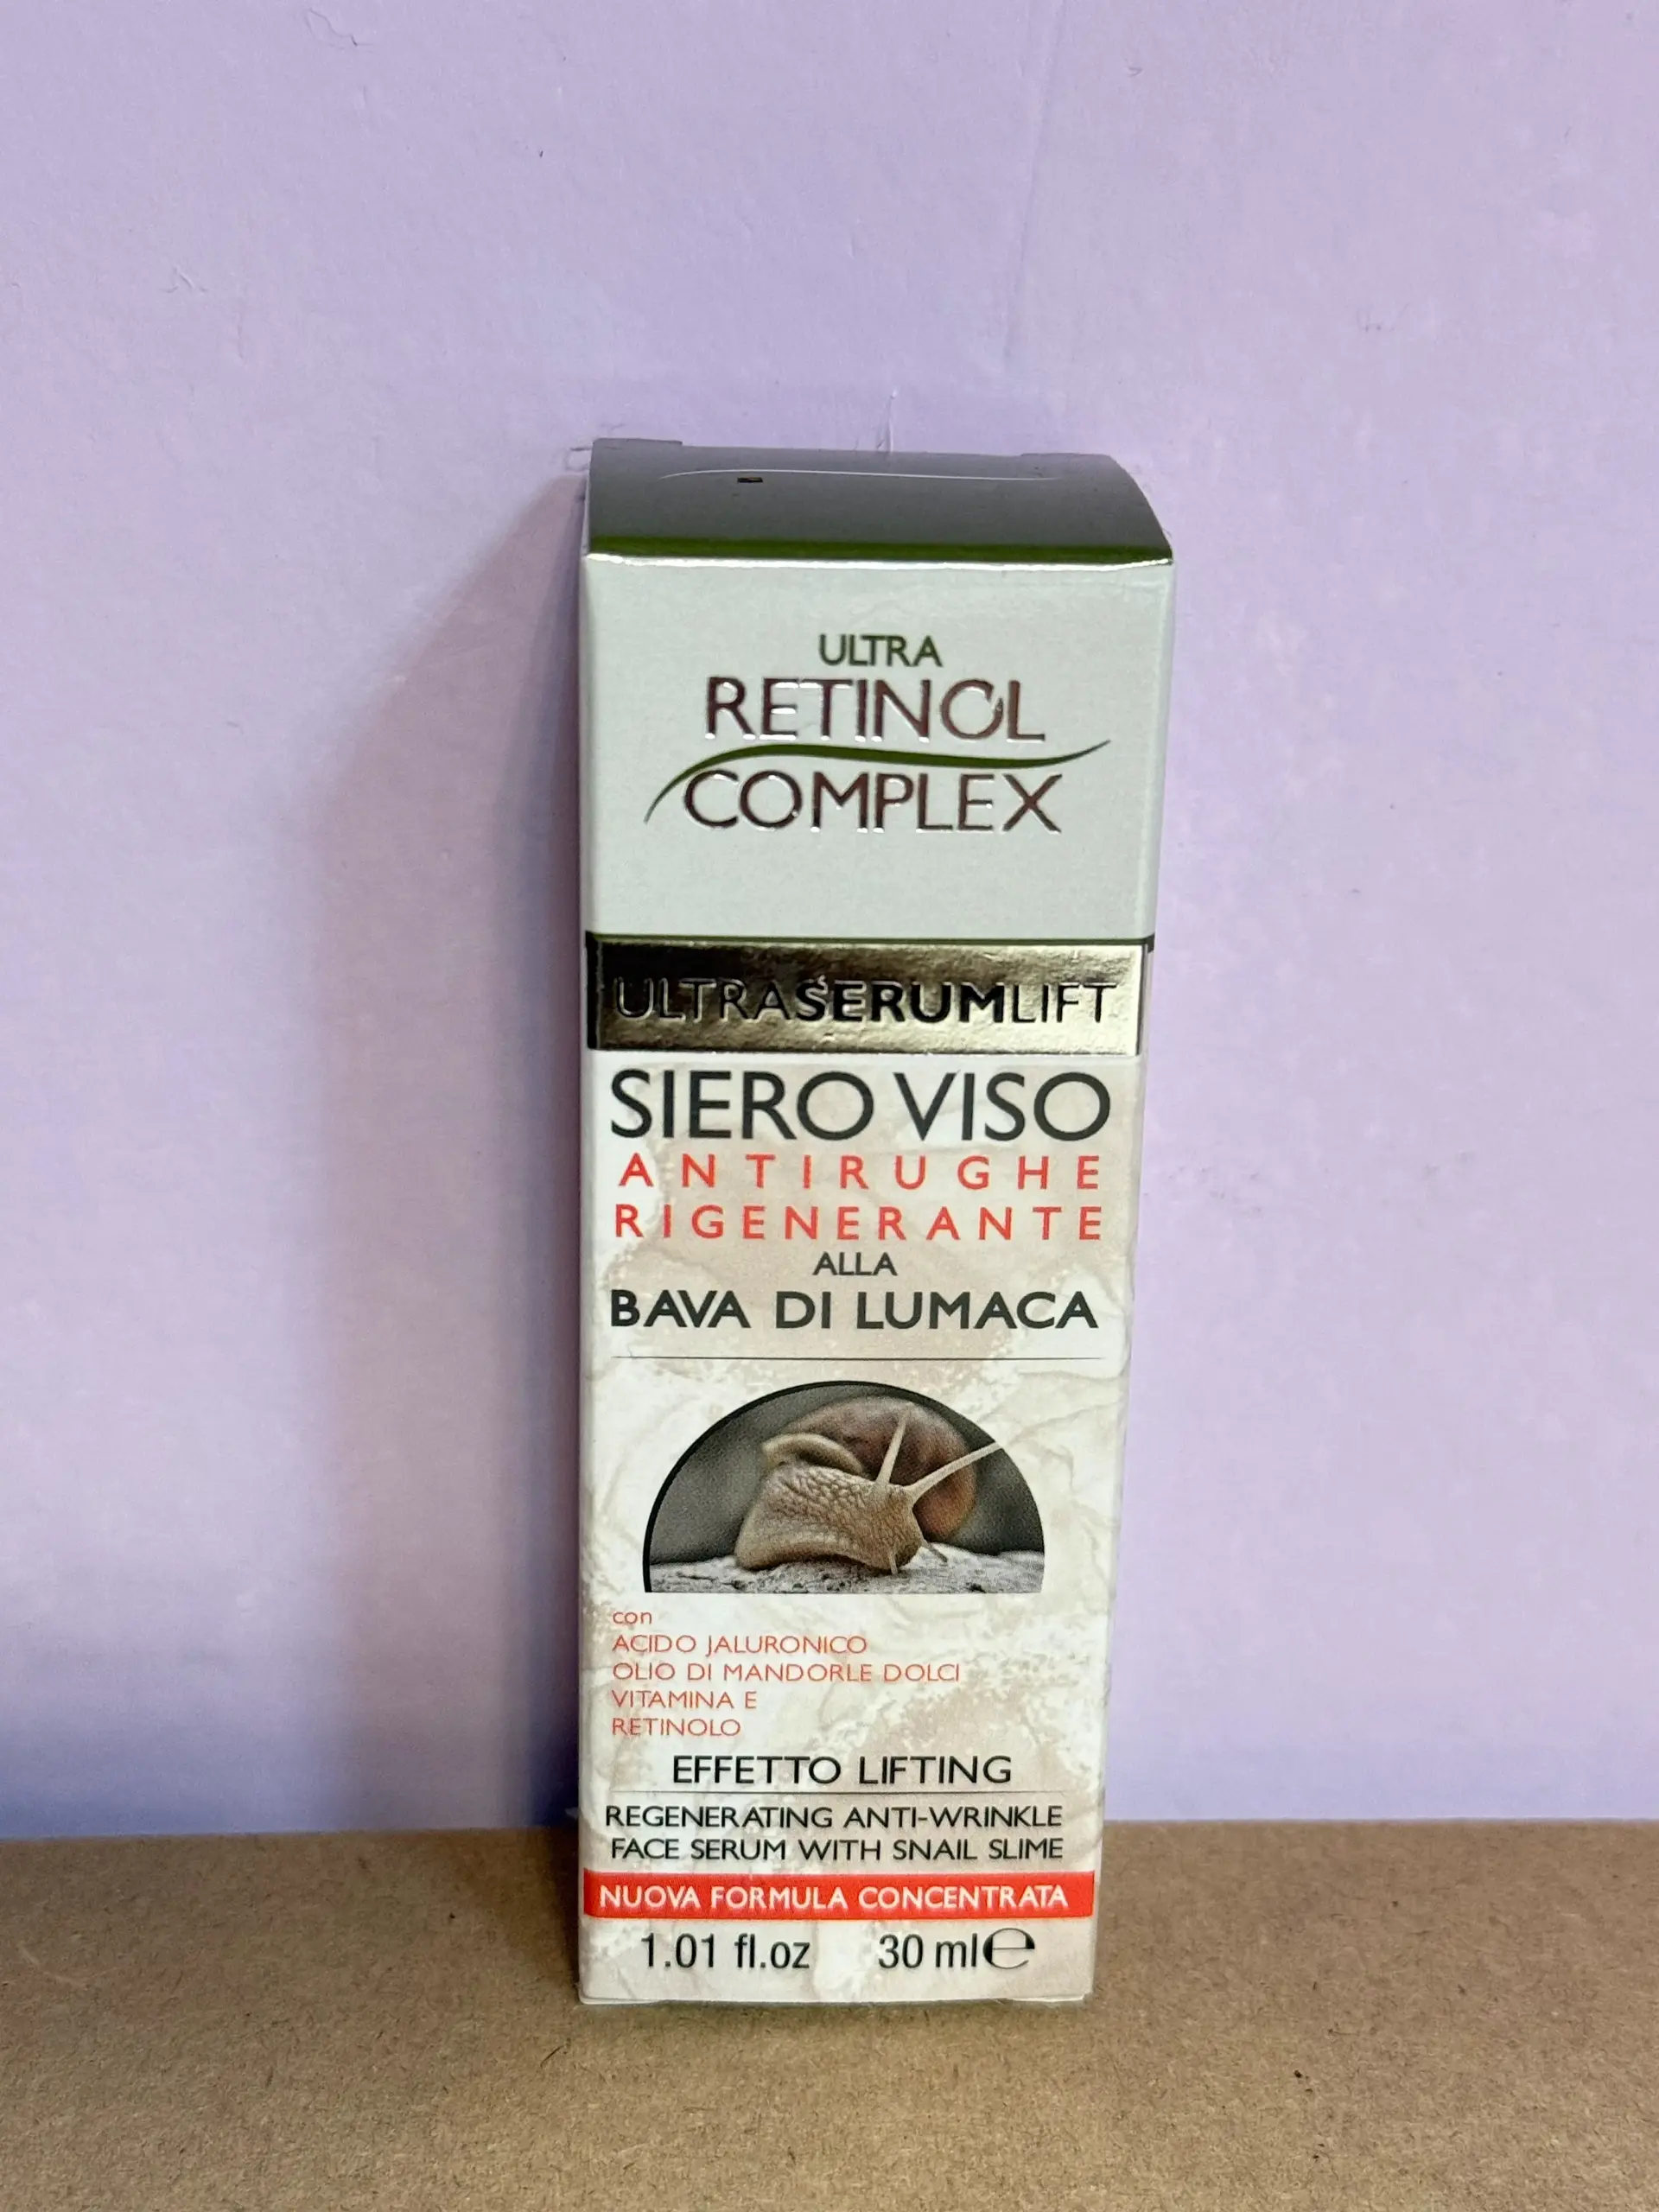 ULTRA
RETINOL
COMPLEX
ULTRASERUMLIFT
SIERO VISO
ANTIRUGHE
RIGENERANTE
ALLA
BAVA DI LUMACA
con
ACIDO JALURONICO
OLIO DI MANDORLE DOLCI
VITAMINA E
RETINOLO
EFFETTO LIFTING
REGENERATING ANTI-WRINKLE
FACE SERUM WITH SNAIL SLIME
NUOVA FORMULA CONCENTRATA
1.01 fl.oz 30 ml℮